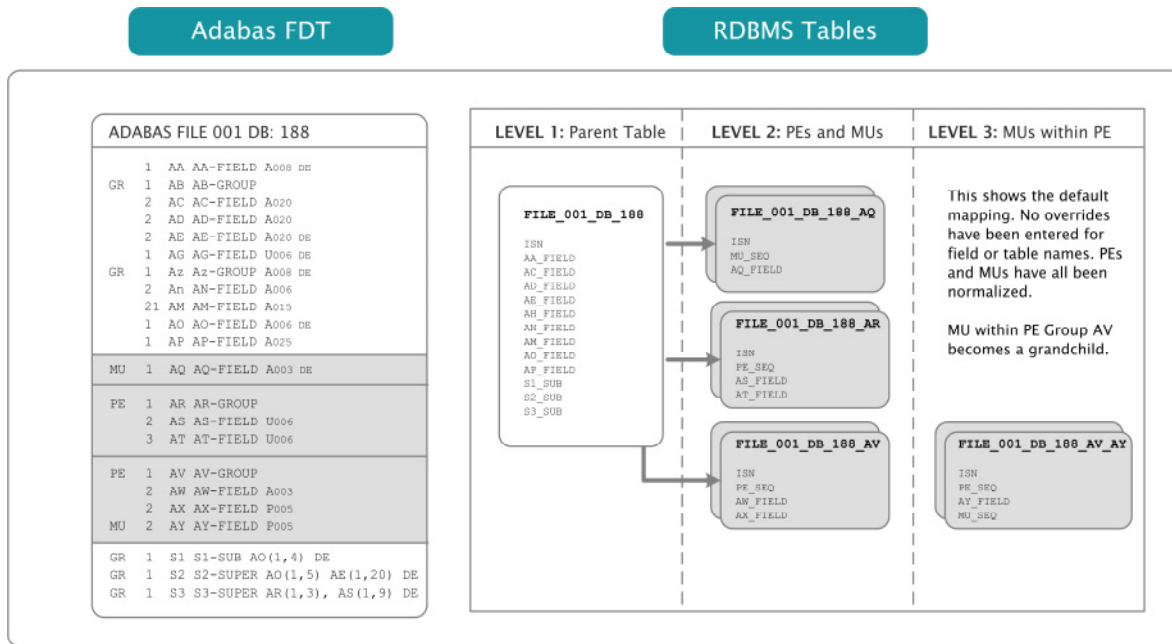 Adabas FDT
RDBMS Tables
ADABAS FILE 001 DB: 188
1 AA AA-FIELD A008 DE
GR 1 AB AB-GROUP
2 AC AC-FIELD A020
2 AD AD-FIELD A020
2 AE AE-FIELD A020 DE
1 AG AG-FIELD U006 DE
GR 1 Az Az-GROUP A008 DE
2 An AN-FIELD A006
21 AM AM-FIELD A015
1 AO AO-FIELD A006 DE
1 AP AP-FIELD A025
MU 1 AQ AQ-FIELD A003 DE
PE 1 AR AR-GROUP
2 AS AS-FIELD U006
3 AT AT-FIELD U006
PE 1 AV AV-GROUP
2 AW AW-FIELD A003
2 AX AX-FIELD P005
MU 2 AY AY-FIELD P005
GR 1 S1 S1-SUB AO(1,4) DE
GR 1 S2 S2-SUPER AO(1,5) AE(1,20) DE
GR 1 S3 S3-SUPER AR(1,3), AS(1,9) DE
LEVEL 1: Parent Table
LEVEL 2: PEs and MUs
LEVEL 3: MUs within PE
FILE_001_DB_188
ISN
AA_FIELD
AC_FIELD
AD_FIELD
AE_FIELD
AH_FIELD
AN_FIELD
AM_FIELD
AO_FIELD
AP_FIELD
S1_SUB
S2_SUB
S3_SUB
FILE_001_DB_188_AQ
ISN
MU_SEQ
AQ_FIELD
FILE_001_DB_188_AR
ISN
PE_SEQ
AS_FIELD
AT_FIELD
FILE_001_DB_188_AV
ISN
PE_SEQ
AW_FIELD
AX_FIELD
This shows the default
mapping. No overrides
have been entered for
field or table names. PEs
and MUs have all been
normalized.
MU within PE Group AV
becomes a grandchild.
FILE_001_DB_188_AV_AY
ISN
PE_SEQ
AY_FIELD
MU_SEQ